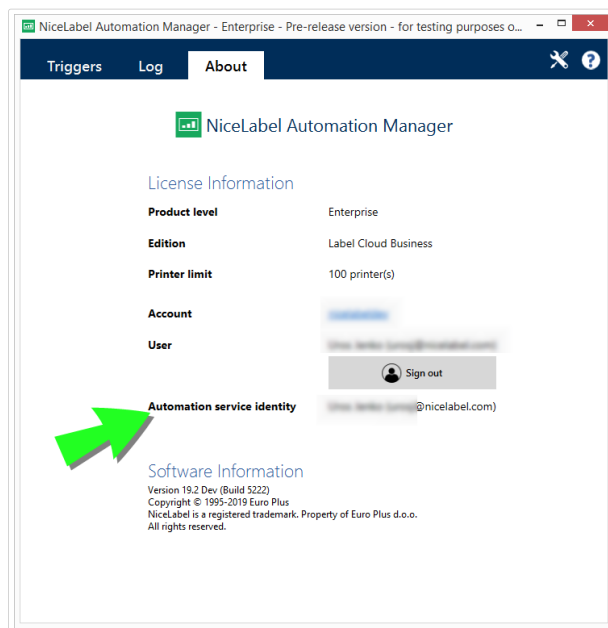 NiceLabel Automation Manager - Enterprise - Pre-release version - for testing purposes o...
Triggers Log About
NiceLabel Automation Manager
License Information
Product level Enterprise
Edition Label Cloud Business
Printer limit 100 printer(s)
Account
User
Sign out
Automation service identity @nicelabel.com)
Software Information
Version 19.2 Dev (Build 5222)
Copyright © 1995-2019 Euro Plus
NiceLabel is a registered trademark. Property of Euro Plus d.o.o.
All rights reserved.